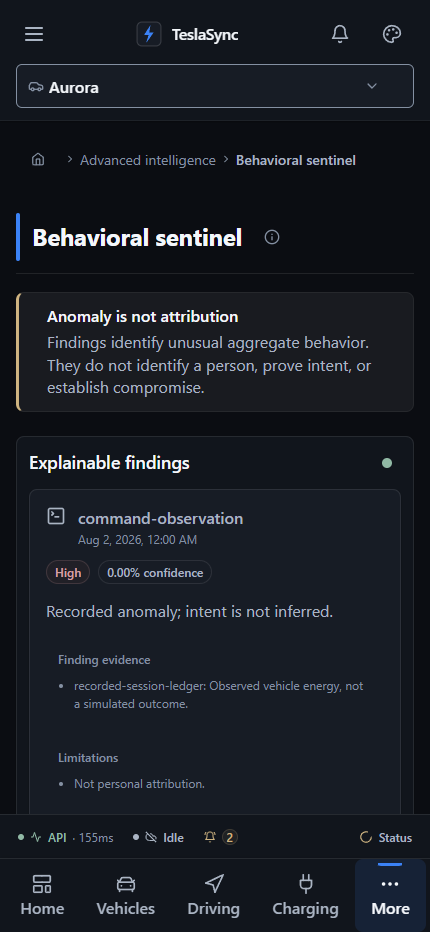 TeslaSync
Aurora
Advanced intelligence
Behavioral sentinel
Behavioral sentinel
Anomaly is not attribution
Findings identify unusual aggregate behavior.
They do not identify a person, prove intent, or
establish compromise.
Explainable findings
command-observation
Aug 2, 2026, 12:00 AM
High
0.00% confidence
Recorded anomaly; intent is not inferred.
Finding evidence
• recorded-session-ledger: Observed vehicle energy, not
a simulated outcome.
Limitations
• Not personal attribution.
API · 155ms
Idle
2
Status
Home
Vehicles
Driving
Charging
More